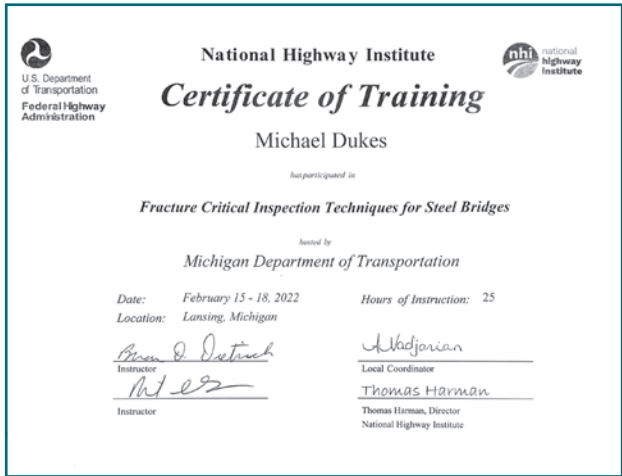 U.S. Department
of Transportation
Federal Highway
Administration
National Highway Institute
nhi national
highway
institute
Certificate of Training
Michael Dukes
has participated in
Fracture Critical Inspection Techniques for Steel Bridges
hosted by
Michigan Department of Transportation
Date: February 15 - 18, 2022
Hours of Instruction: 25
Location: Lansing, Michigan
Instructor
Local Coordinator
Thomas Harman
Instructor
Thomas Harman, Director
National Highway Institute